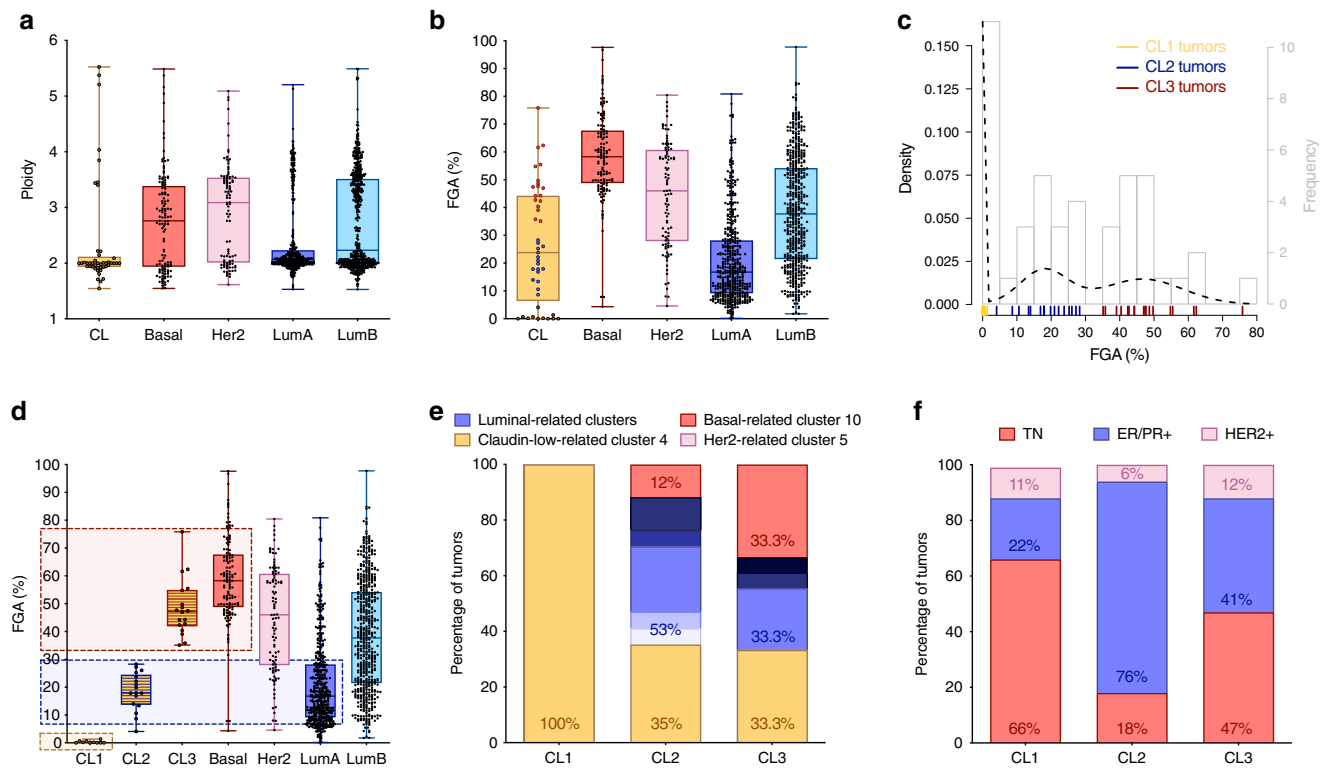 a
Ploidy
6
5
4
3
2
1
CL Basal Her2 LumA LumB
b
FGA (%)
100
90
80
70
60
50
40
30
20
10
0
CL Basal Her2 LumA LumB
c
Density
0.150
0.125
0.100
0.075
0.050
0.025
0.000
CL1 tumors
CL2 tumors
CL3 tumors
10
8
6
4
2
0
Frequency
0 10 20 30 40 50 60 70 80
FGA (%)
d
FGA (%)
100
90
80
70
60
50
40
30
20
10
0
CL1 CL2 CL3 Basal Her2 LumA LumB
e
Luminal-related clusters
Basal-related cluster 10
Claudin-low-related cluster 4
Her2-related cluster 5
Percentage of tumors
100
80
60
40
20
0
100%
12%
53%
35%
33.3%
33.3%
33.3%
CL1 CL2 CL3
f
TN ER/PR+ HER2+
Percentage of tumors
100
80
60
40
20
0
11%
22%
66%
6%
76%
18%
12%
41%
47%
CL1 CL2 CL3